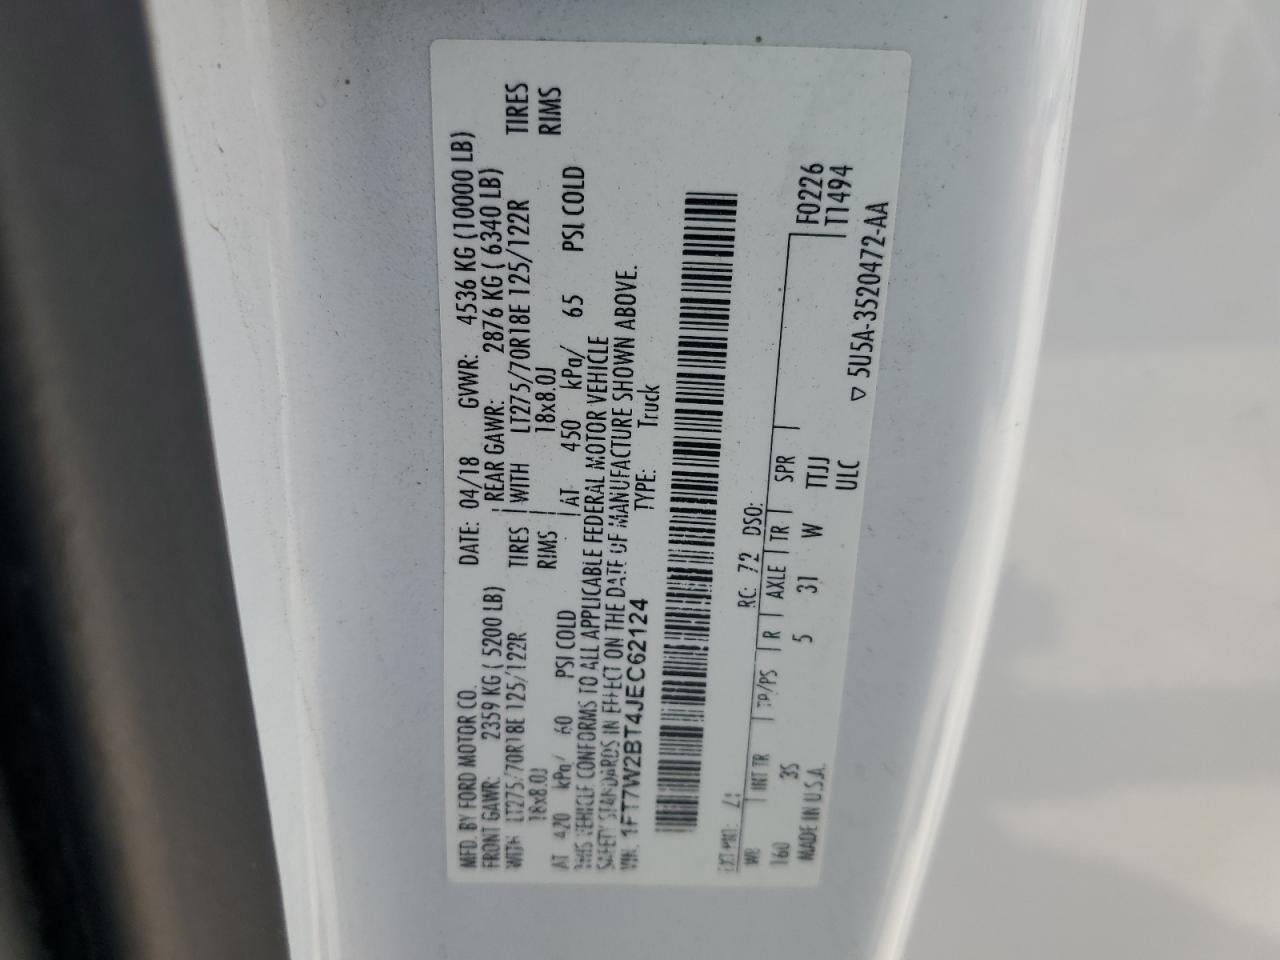 MFD. BY FORD MOTOR CO.
DATE: 04/18 GVWR: 4536 KG (10000 LB)
FRONT GAWR: 2359 KG ( 5200 LB) REAR GAWR: 2876 KG ( 6340 LB)
WITH LT275/70R18E 125/122R TIRES WITH LT275/70R18E 125/122R TIRES
18x8.0J RIMS 18x8.0J RIMS
AT 420 kPa/ 60 PSI COLD AT 450 kPa/ 65 PSI COLD
THIS VEHICLE CONFORMS TO ALL APPLICABLE FEDERAL MOTOR VEHICLE
SAFETY STANDARDS IN EFFECT ON THE DATE OF MANUFACTURE SHOWN ABOVE.
VIN: 1FT7W2BT4JEC62124 TYPE: Truck
EXT PNT: RC: 72 DSO:
WB INT TR TP/PS R AXLE TR SPR F0226
160 3S 5 31 W TTJJ T1494
MADE IN U.S.A. ULC
▽ 5U5A-3520472-AA